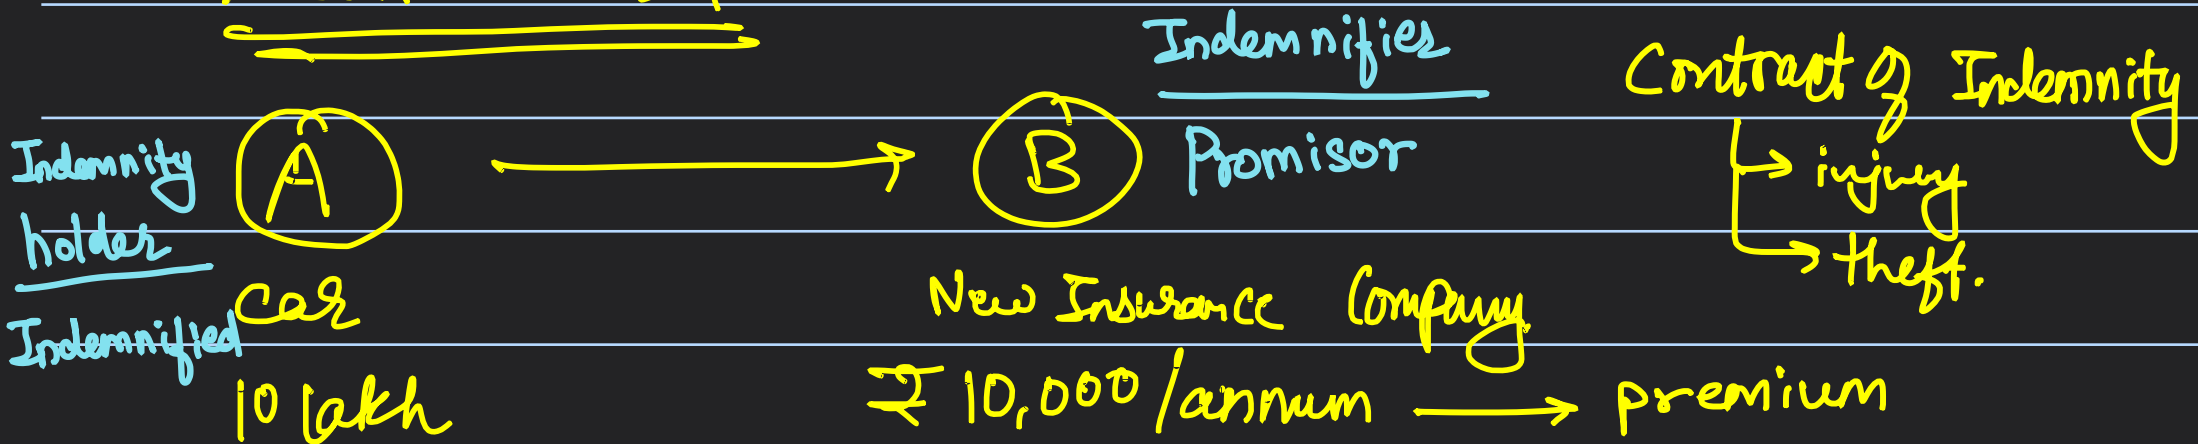 Indemnifier
Contract of Indemnity
Indemnity
holder
Indemnified
A
B
Promisor
→ injury
→ theft.
Car
New Insurance Company
10 lakh
₹ 10,000/annum → premium